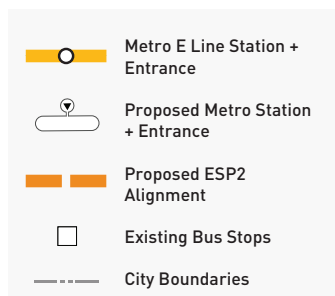 Metro E Line Station +
Entrance
Proposed Metro Station
+ Entrance
Proposed ESP2
Alignment
Existing Bus Stops
City Boundaries